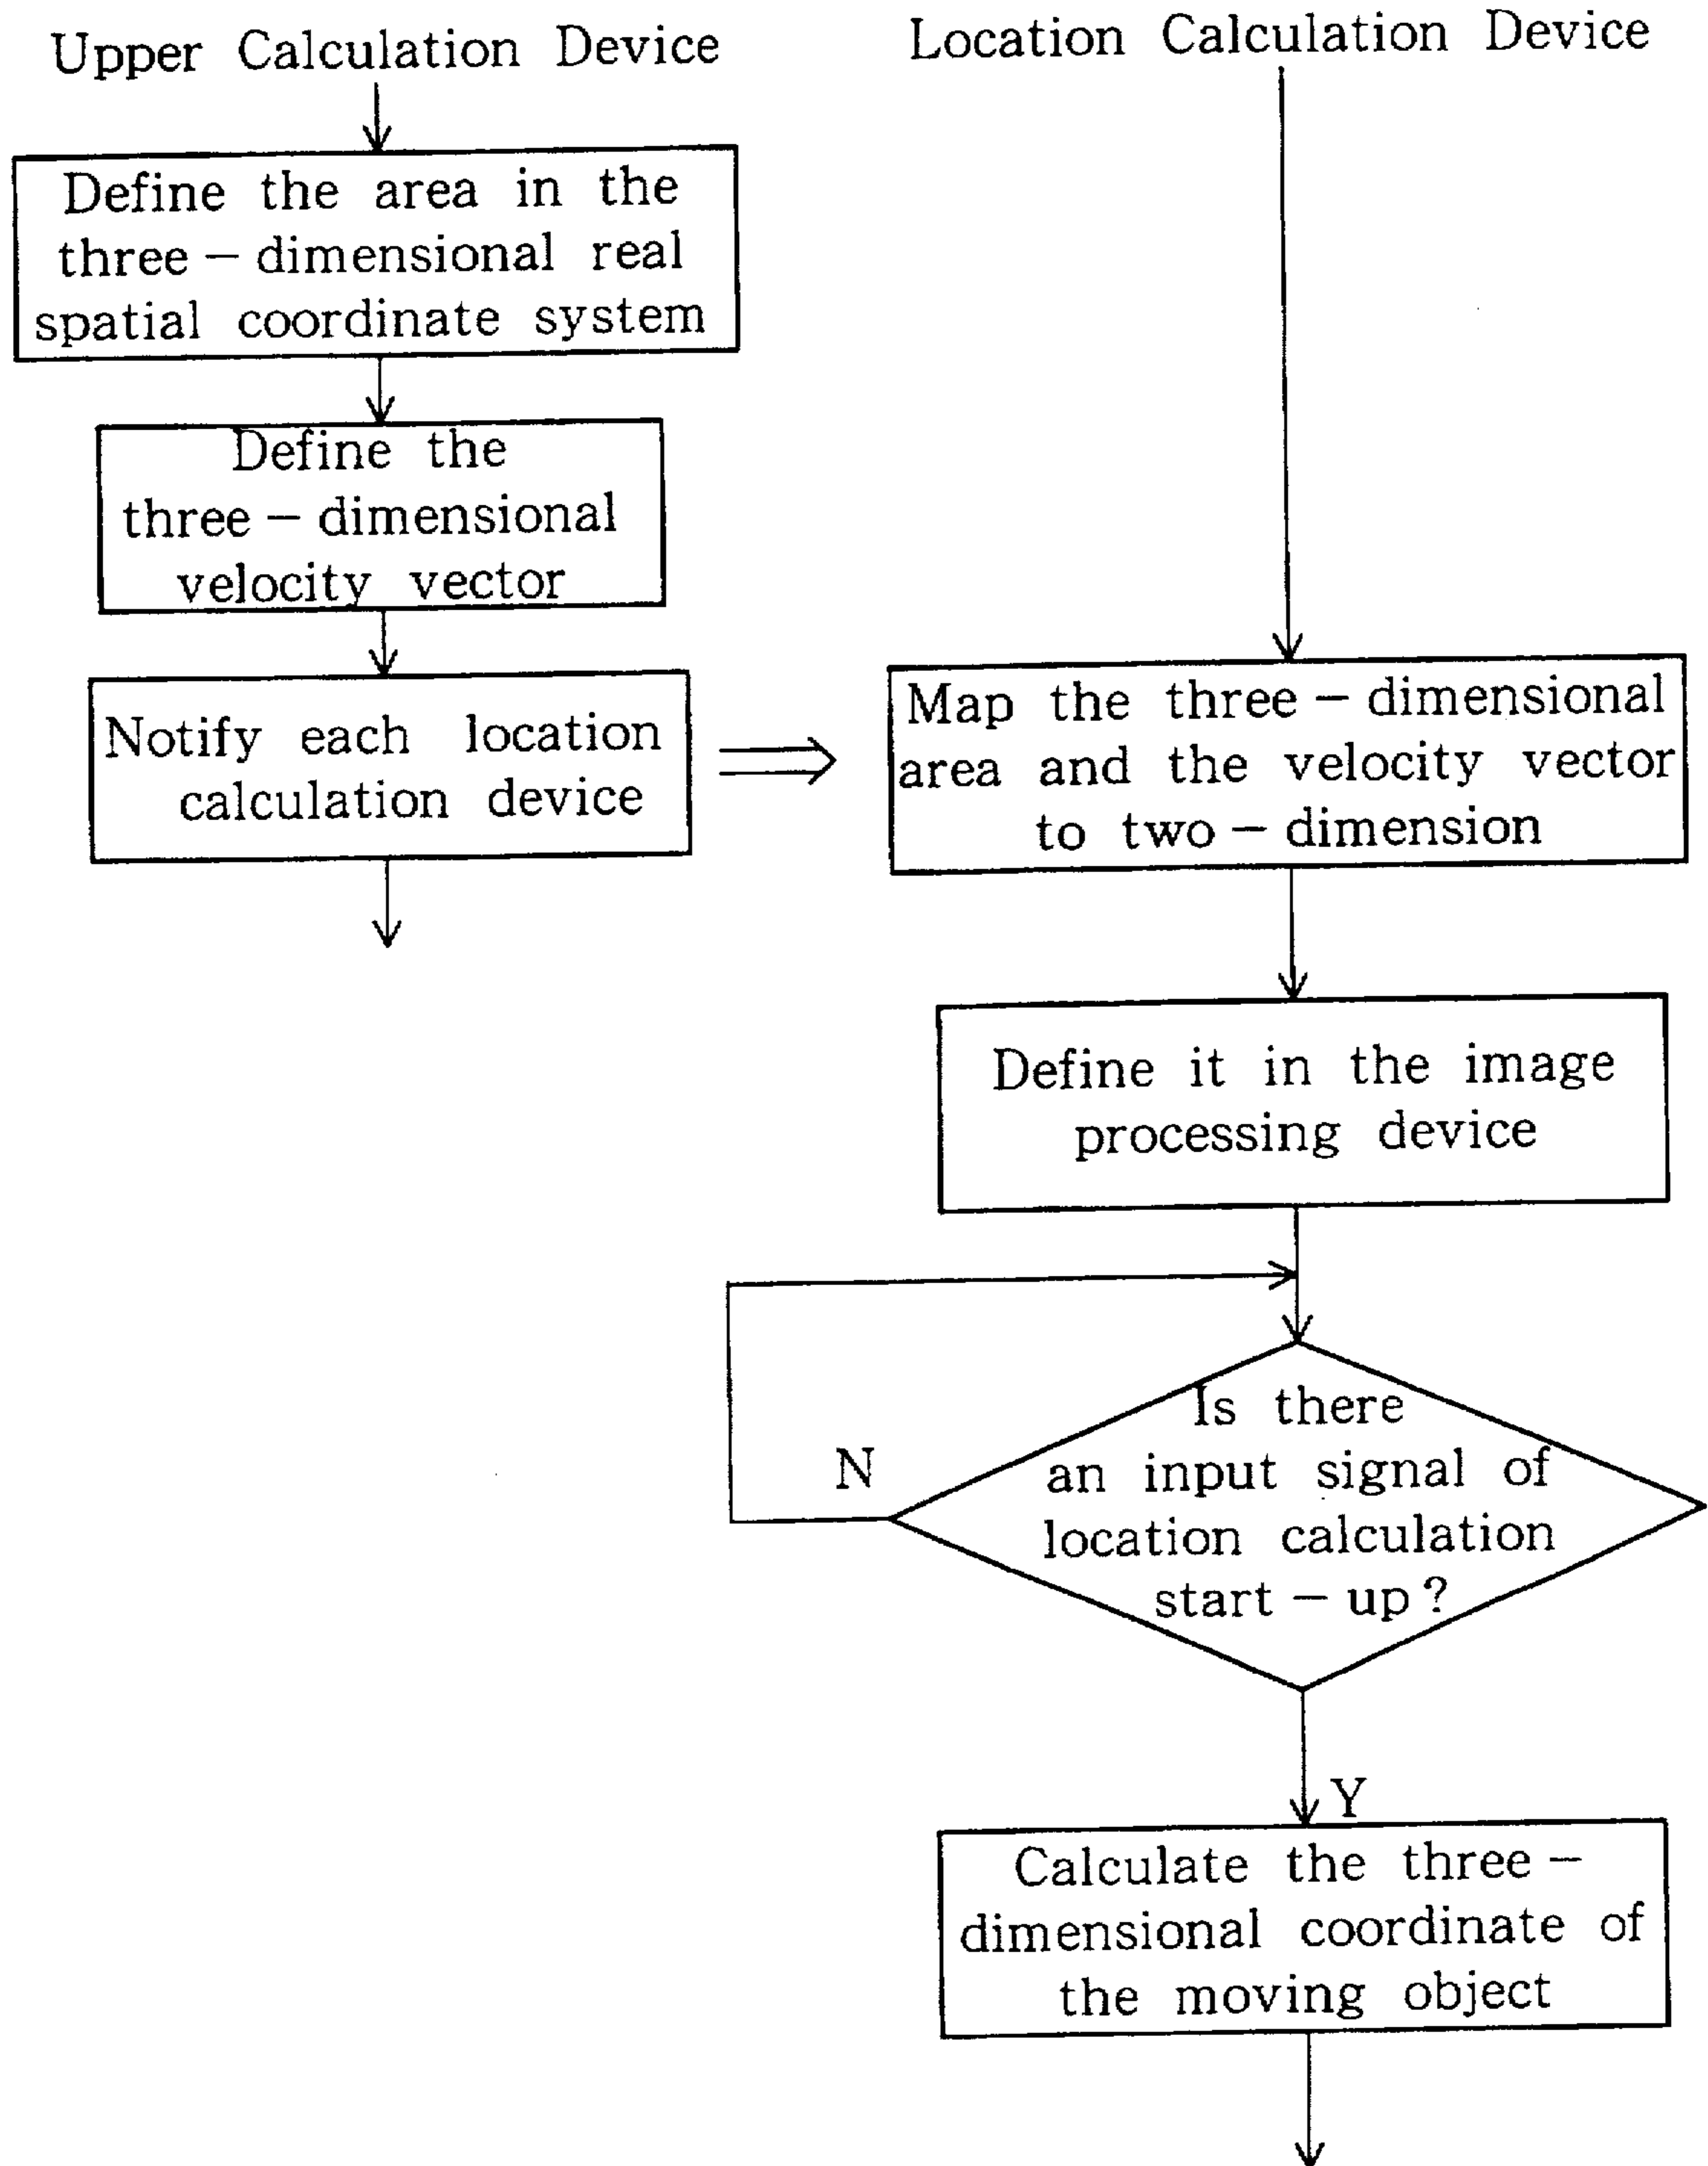 Upper Calculation Device
Define the area in the
three – dimensional real
spatial coordinate system
Define the
three – dimensional
velocity vector
Notify each location
calculation device
Location Calculation Device
Map the three – dimensional
area and the velocity vector
to two – dimension
Define it in the image
processing device
Is there
an input signal of
location calculation
start – up ?
N
Y
Calculate the three –
dimensional coordinate of
the moving object